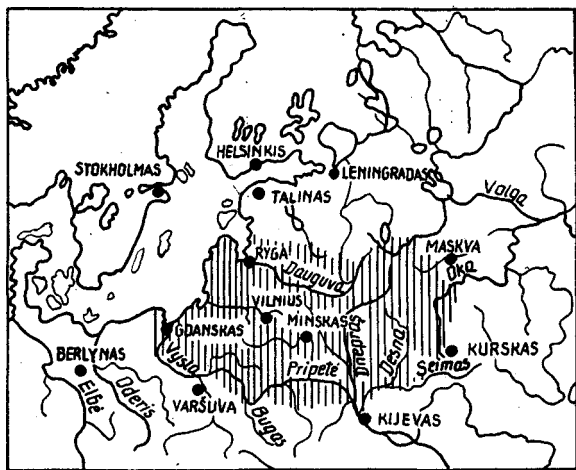 HELSINKIS
STOKHOLMAS
LENINGRADAS
TALINAS
Volga
RYGA
MASKVA
Dauguva
Oka
VILNIUS
GDANSKAS
MINSKAS
Dnepras
Desna
BERLYNAS
Vysla
Pripetė
Seimas
KURSKAS
Elbė
Oderis
VARŠUVA
Bugas
KIJEVAS